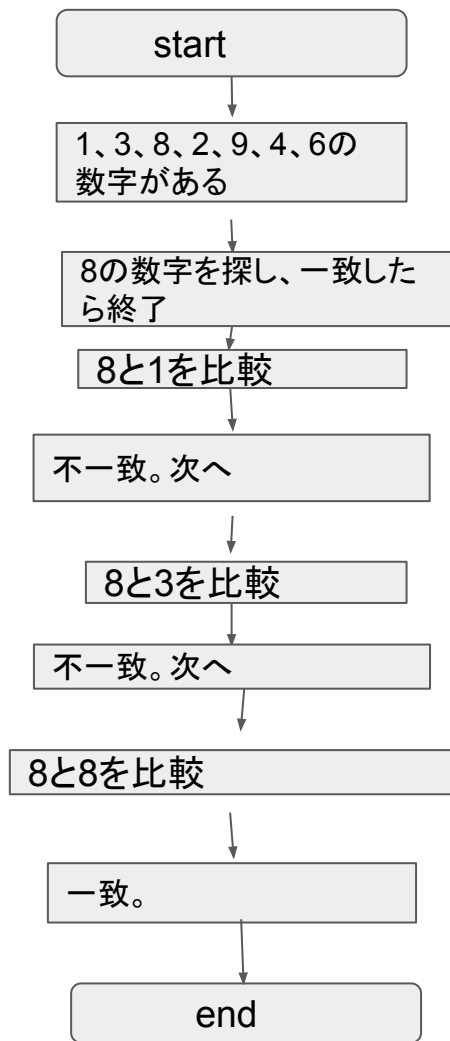 start
1、3、8、2、9、4、6の
数字がある
8の数字を探し、一致した
ら終了
8と1を比較
不一致。次へ
8と3を比較
不一致。次へ
8と8を比較
一致。
end